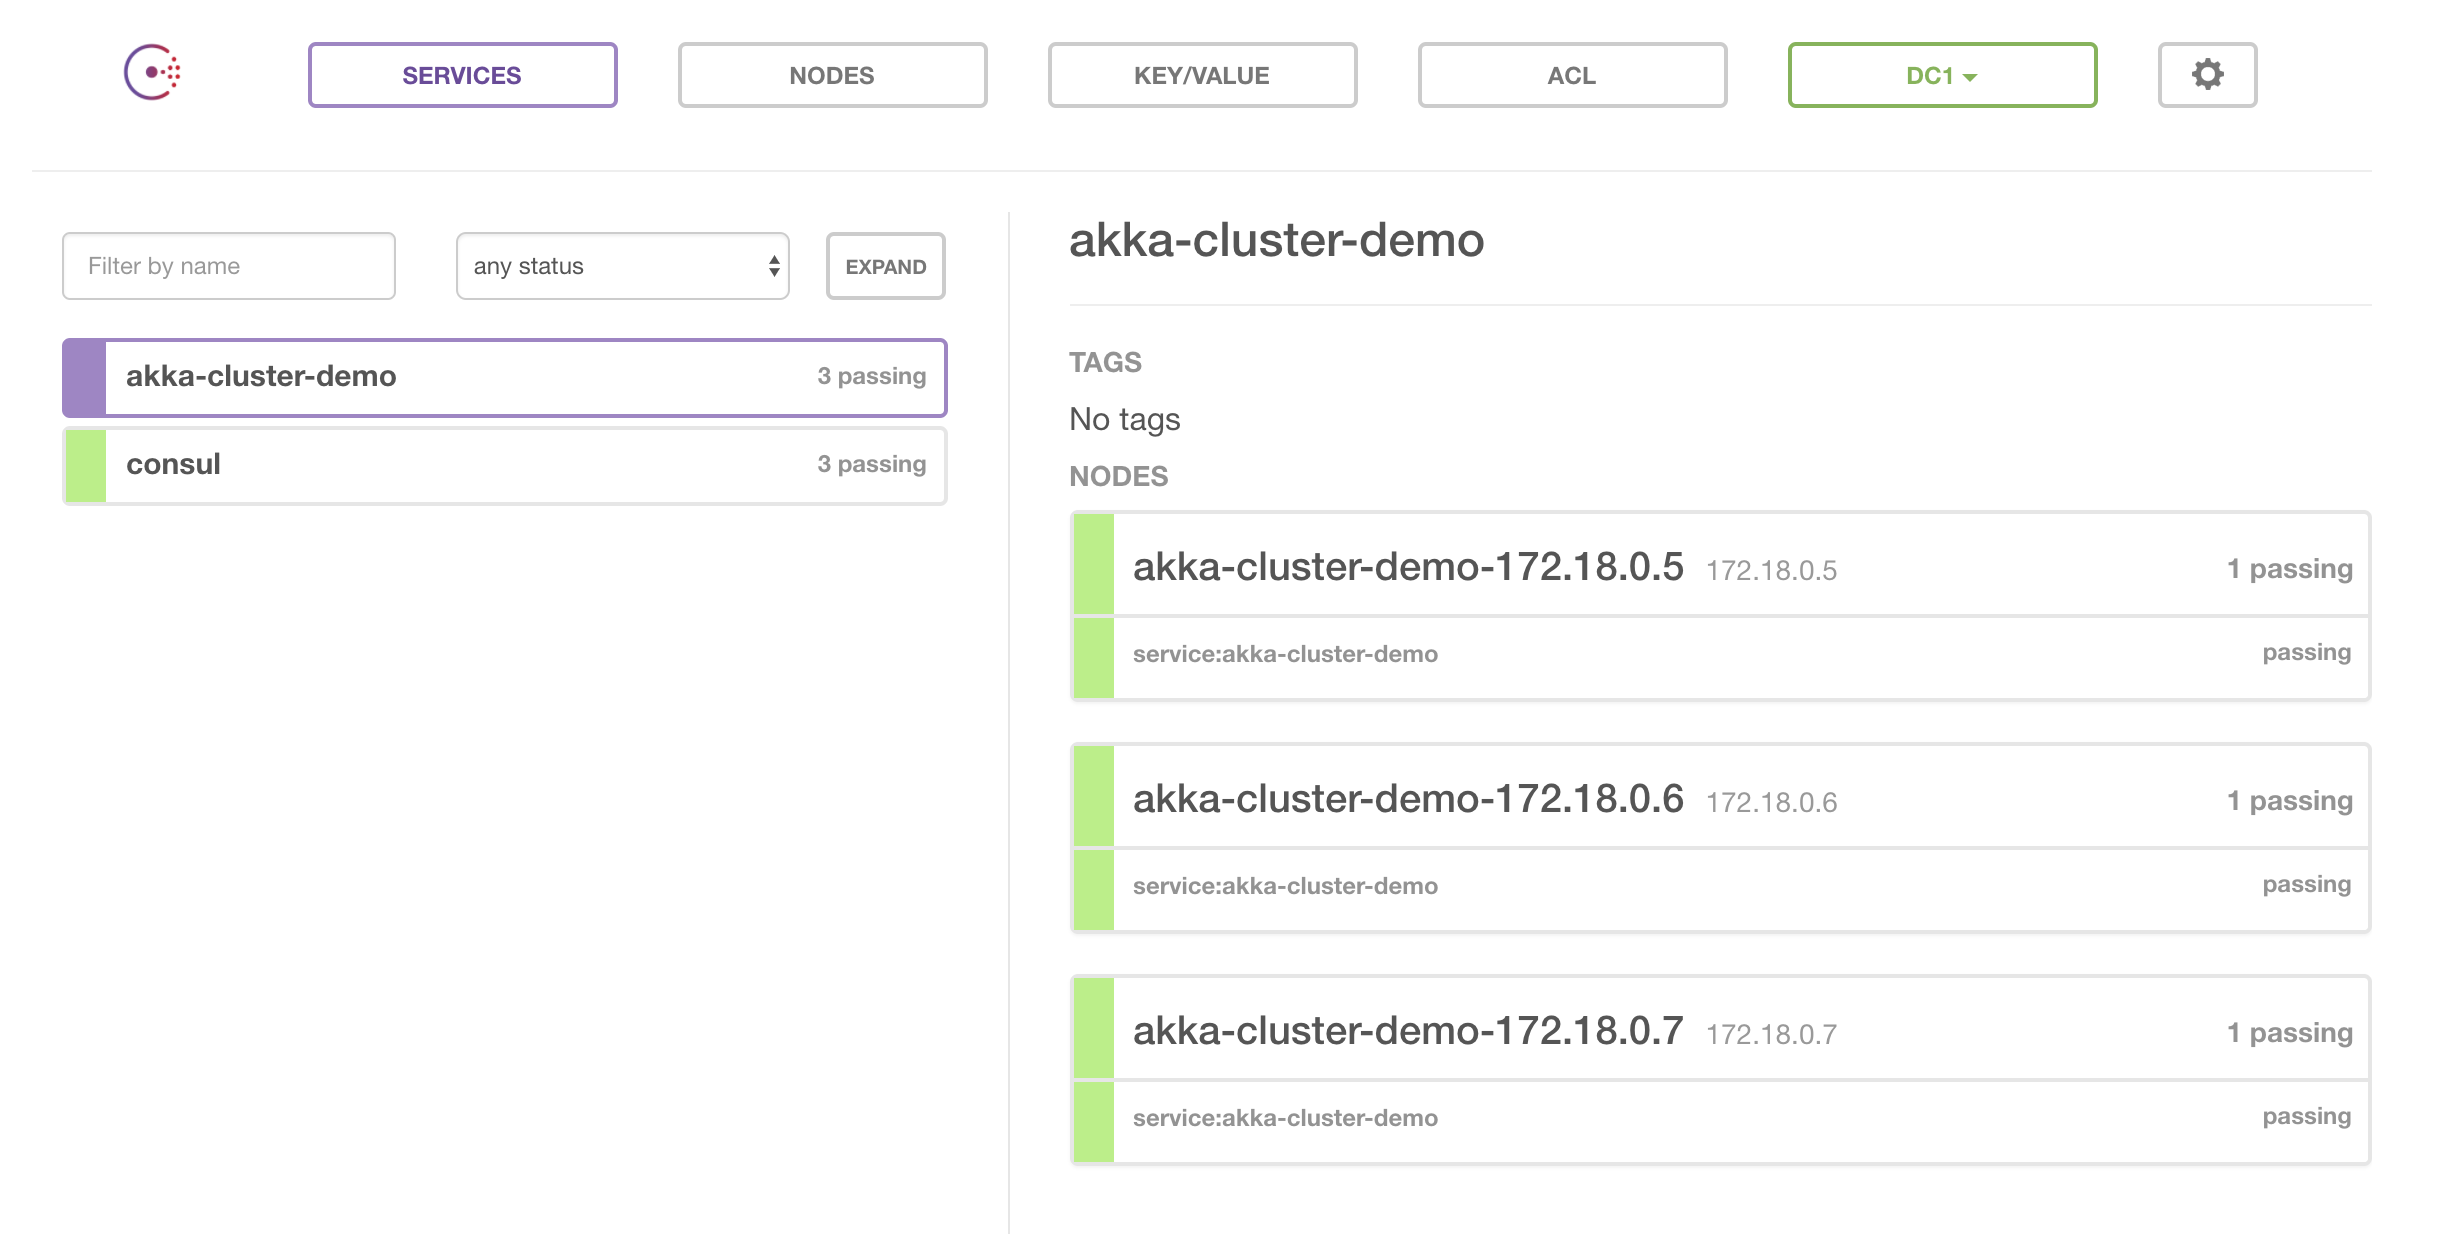 SERVICES NODES KEY/VALUE ACL DC1
Filter by name any status EXPAND
akka-cluster-demo 3 passing
consul 3 passing
akka-cluster-demo
TAGS
No tags
NODES
akka-cluster-demo-172.18.0.5 172.18.0.5 1 passing
service:akka-cluster-demo passing
akka-cluster-demo-172.18.0.6 172.18.0.6 1 passing
service:akka-cluster-demo passing
akka-cluster-demo-172.18.0.7 172.18.0.7 1 passing
service:akka-cluster-demo passing